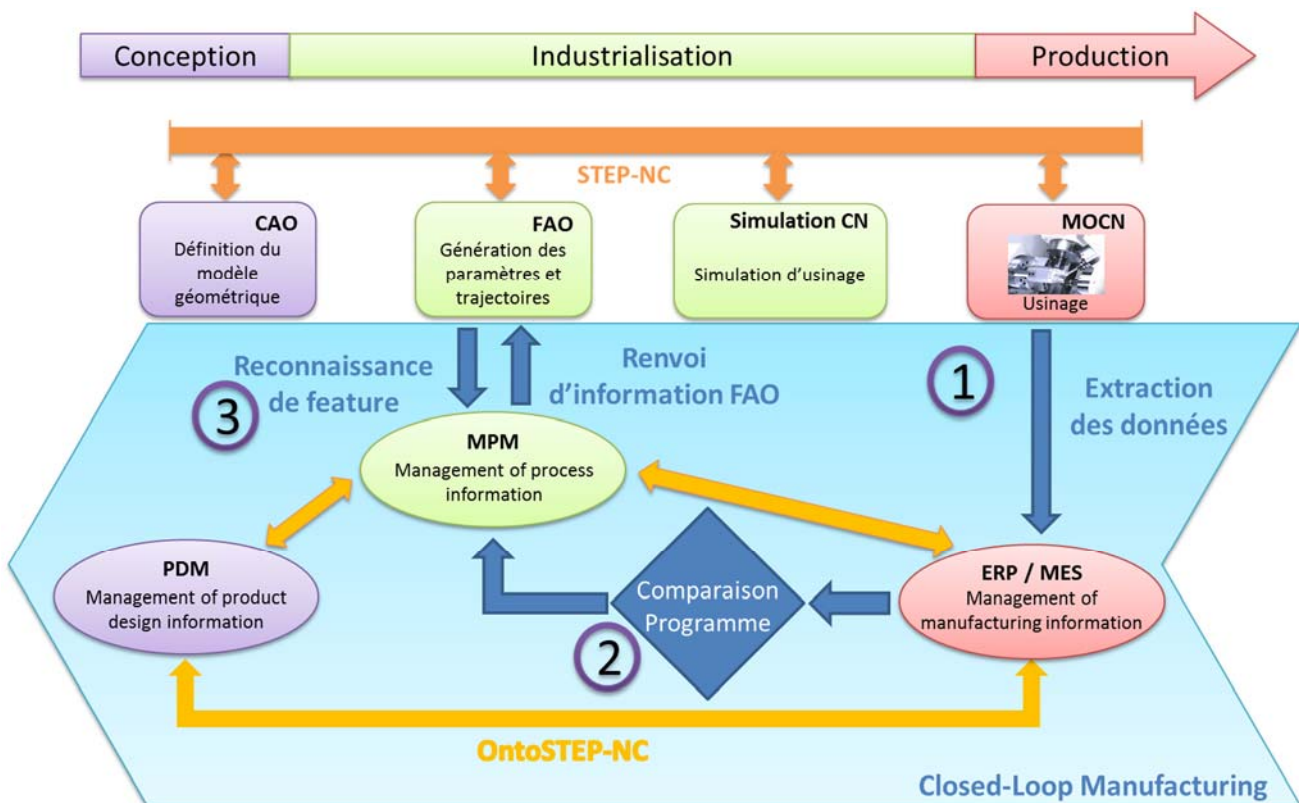 Conception
Industrialisation
Production
STEP-NC
CAO
Définition du
modèle
géométrique
FAO
Génération des
paramètres et
trajectoires
Simulation CN
Simulation d'usinage
MOCN
Usinage
Reconnaissance
de feature
3
Renvoi
d'information FAO
1
Extraction
des données
MPM
Management of process
information
PDM
Management of product
design information
Comparaison
Programme
2
ERP / MES
Management of
manufacturing information
OntoSTEP-NC
Closed-Loop Manufacturing